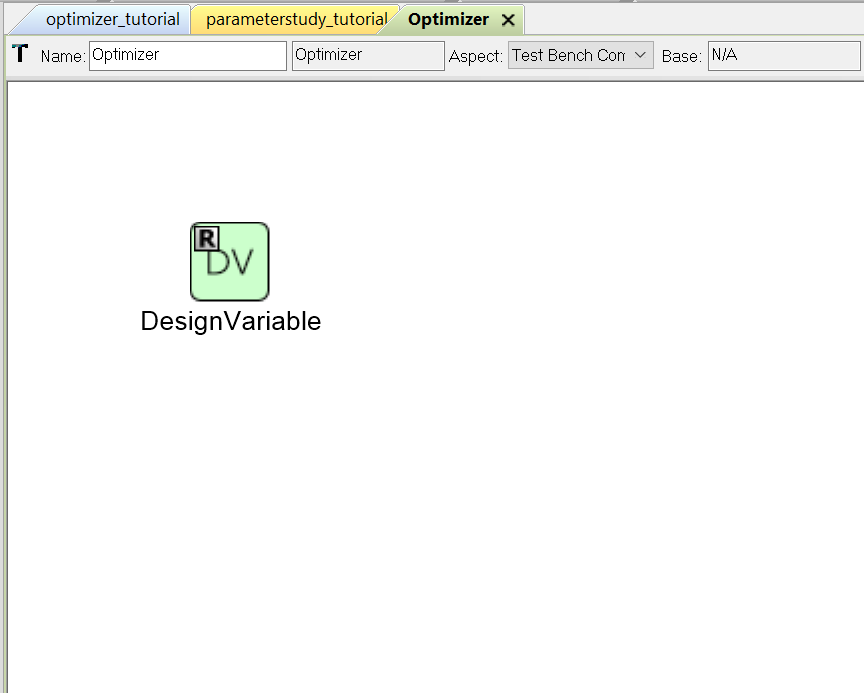 optimizer_tutorial parameterstudy_tutorial Optimizer
Name: Optimizer Optimizer Aspect: Test Bench Con Base: N/A
R
DV
DesignVariable